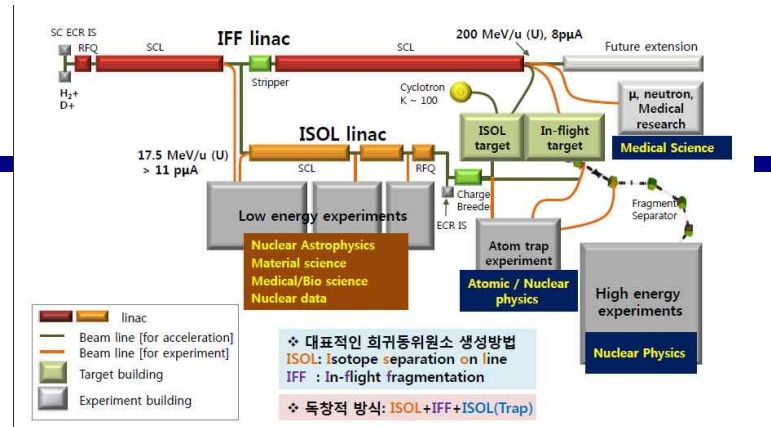 SC ECR IS
RFQ
SCL
IFF linac
SCL
200 MeV/u (U), 8pμA
Future extension
H₂+
D+
Stripper
Cyclotron
K ~ 100
μ, neutron,
Medical
research
Medical Science
ISOL
target
In-flight
target
ISOL linac
17.5 MeV/u (U)
> 11 pμA
SCL
RFQ
Charge
Breeder
ECR IS
Fragment
Separator
Low energy experiments
Nuclear Astrophysics
Material science
Medical/Bio science
Nuclear data
Atom trap
experiment
Atomic / Nuclear
physics
High energy
experiments
Nuclear Physics
linac
Beam line [for acceleration]
Beam line [for experiment]
Target building
Experiment building
❖ 대표적인 희귀동위원소 생성방법
ISOL: Isotope separation on line
IFF : In-flight fragmentation
❖ 독창적 방식: ISOL+IFF+ISOL(Trap)